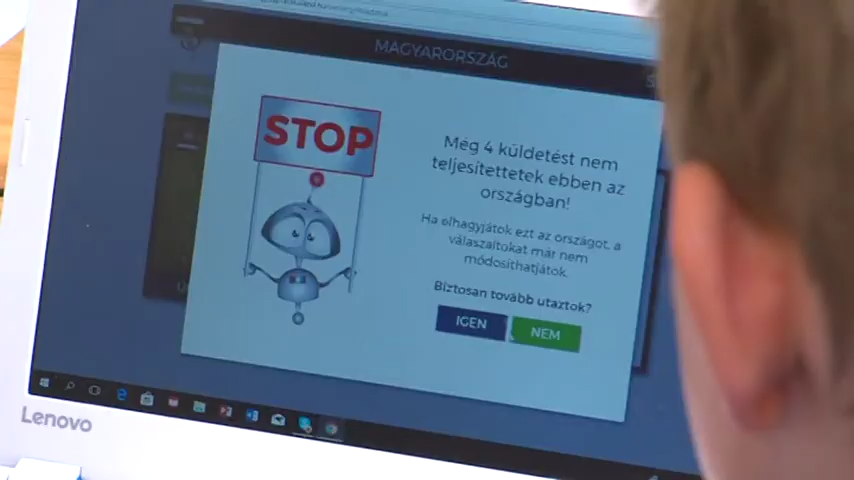 MAGYARORSZÁG
STOP
Még 4 küldetést nem
teljesítettetek ebben az
országban!
Ha elhagyjátok ezt az országot, a
válaszaitokat már nem
módosíthatjátok.
Biztosan tovább utaztok?
IGEN
NEM
Lenovo